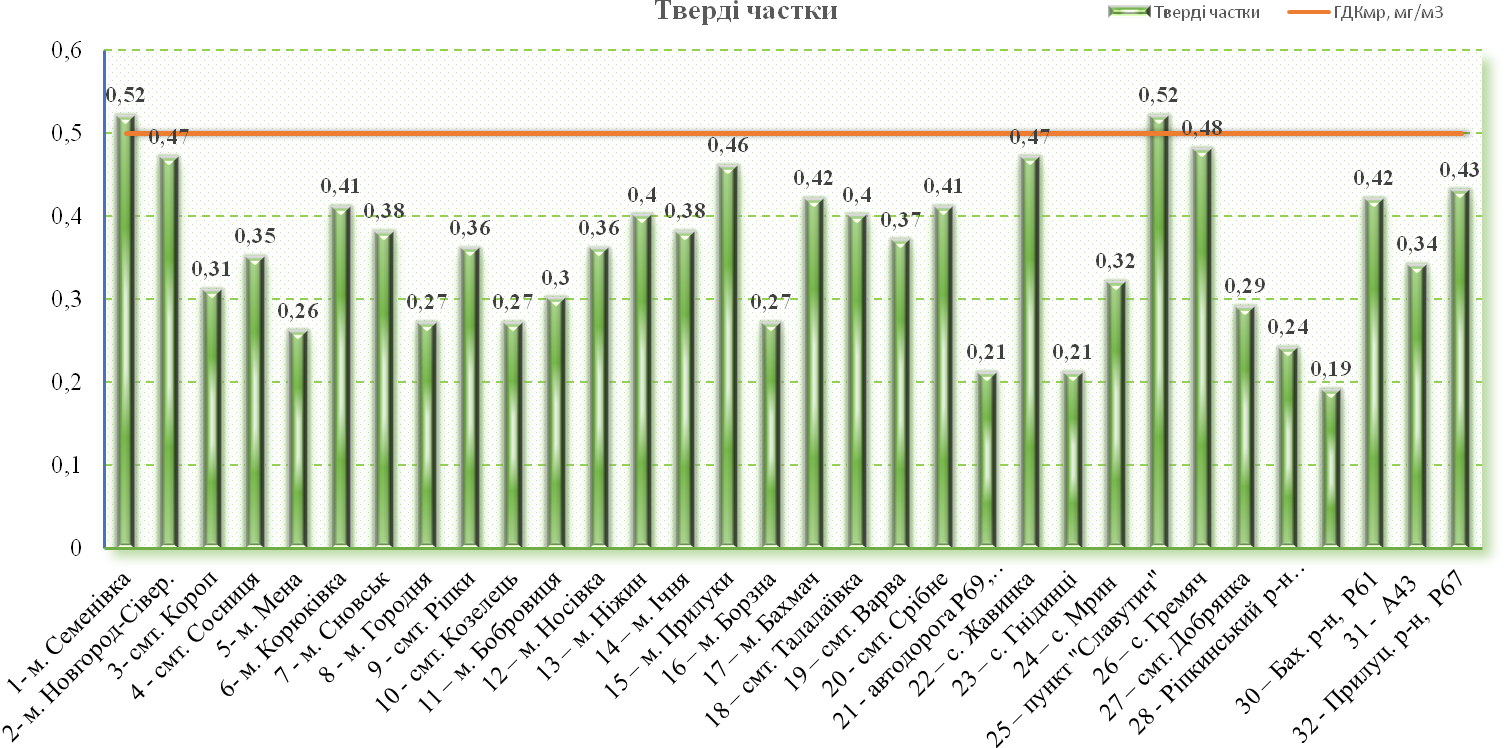 Тверді частки
Тверді частки
ГДКмр, мг/м3
0,6
0,5
0,4
0,3
0,2
0,1
0
0,52
0,47
0,31
0,35
0,26
0,41
0,38
0,27
0,36
0,27
0,3
0,36
0,4
0,38
0,46
0,27
0,42
0,4
0,37
0,41
0,21
0,47
0,21
0,32
0,52
0,48
0,29
0,24
0,19
0,42
0,34
0,43
1- м. Семенівка
2- м. Новгород-Сівер.
3- смт. Короп
4 - смт. Сосниця
5- м. Мена
6- м. Корюківка
7 - м. Сновськ
8 - м. Городня
9 - смт. Ріпки
10- смт. Козелець
11 – м. Бобровиця
12 – м. Носівка
13 – м. Ніжин
14 – м. Ічня
15 – м. Прилуки
16 – м. Борзна
17 – м. Бахмач
18 – смт. Талалаївка
19 – смт. Варва
20 - смт. Срібне
21 - автодорога Р69,..
22 – с. Жавинка
23 – с. Гнідинці
24 – с. Мрин
25 – пункт "Славутич"
26 – с. Гремяч
27 – смт. Добрянка
28 - Ріпкинський р-н..
30 – Бах. р-н, Р61
31 - А43
32 - Прилуц. р-н, Р67